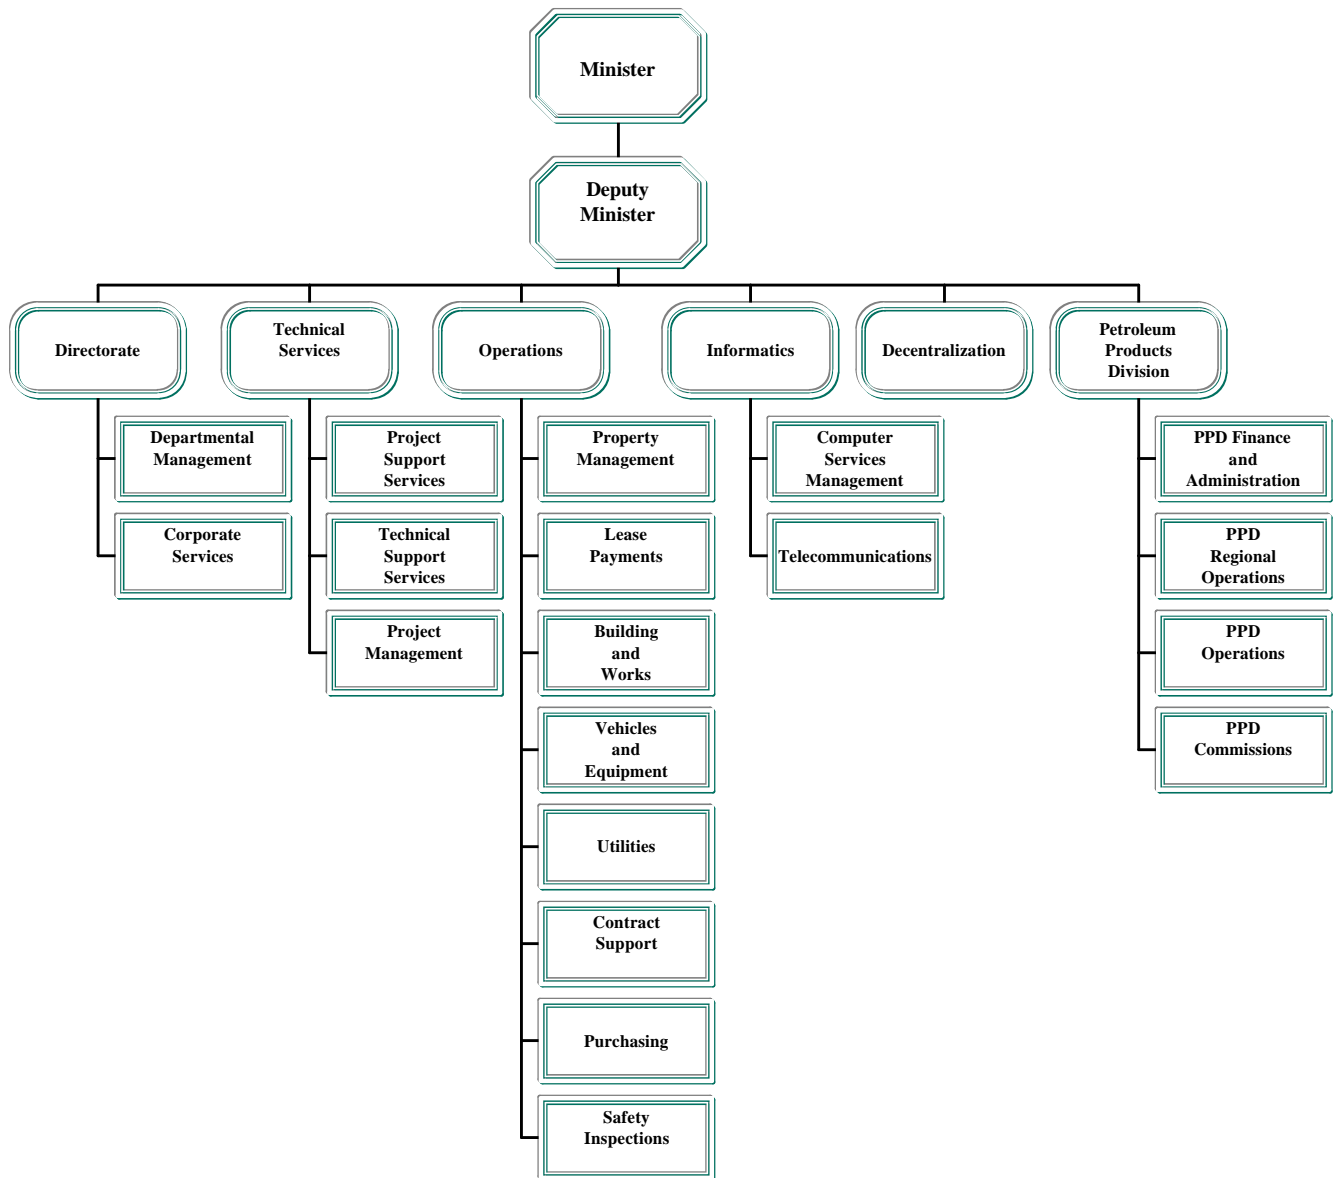 Minister
Deputy
Minister
Directorate
Technical
Services
Operations
Informatics
Decentralization
Petroleum
Products
Division
Departmental
Management
Corporate
Services
Project
Support
Services
Technical
Support
Services
Project
Management
Property
Management
Lease
Payments
Building
and
Works
Vehicles
and
Equipment
Utilities
Contract
Support
Purchasing
Safety
Inspections
Computer
Services
Management
Telecommunications
PPD Finance
and
Administration
PPD
Regional
Operations
PPD
Operations
PPD
Commissions